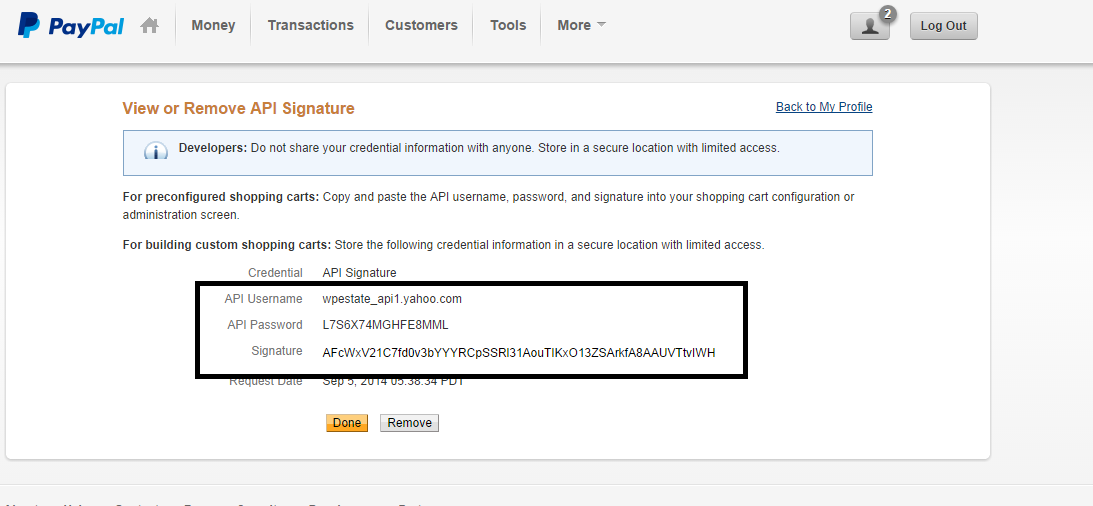 PayPal
Money
Transactions
Customers
Tools
More
2
Log Out
View or Remove API Signature
Back to My Profile
Developers: Do not share your credential information with anyone. Store in a secure location with limited access.
For preconfigured shopping carts: Copy and paste the API username, password, and signature into your shopping cart configuration or
administration screen.
For building custom shopping carts: Store the following credential information in a secure location with limited access.
Credential API Signature
API Username wpestate_api1.yahoo.com
API Password L7S6X74MGHFE8MML
Signature AFcWxV21C7fd0v3bYYYRCpSSRl31AouTlKxO13ZSArkfA8AAUVTtvIWH
Request Date Sep 5, 2014 05:38:34 PDT
Done
Remove